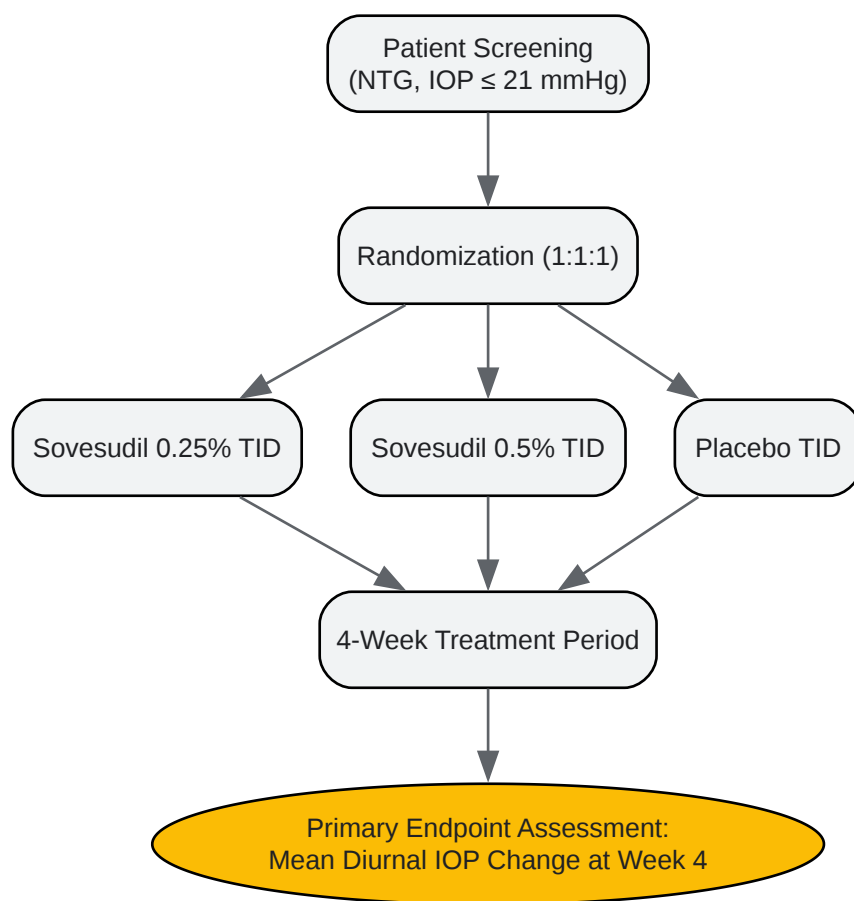 Patient Screening
(NTG, IOP ≤ 21 mmHg)
Randomization (1:1:1)
Sovesudil 0.25% TID
Sovesudil 0.5% TID
Placebo TID
4-Week Treatment Period
Primary Endpoint Assessment:
Mean Diurnal IOP Change at Week 4